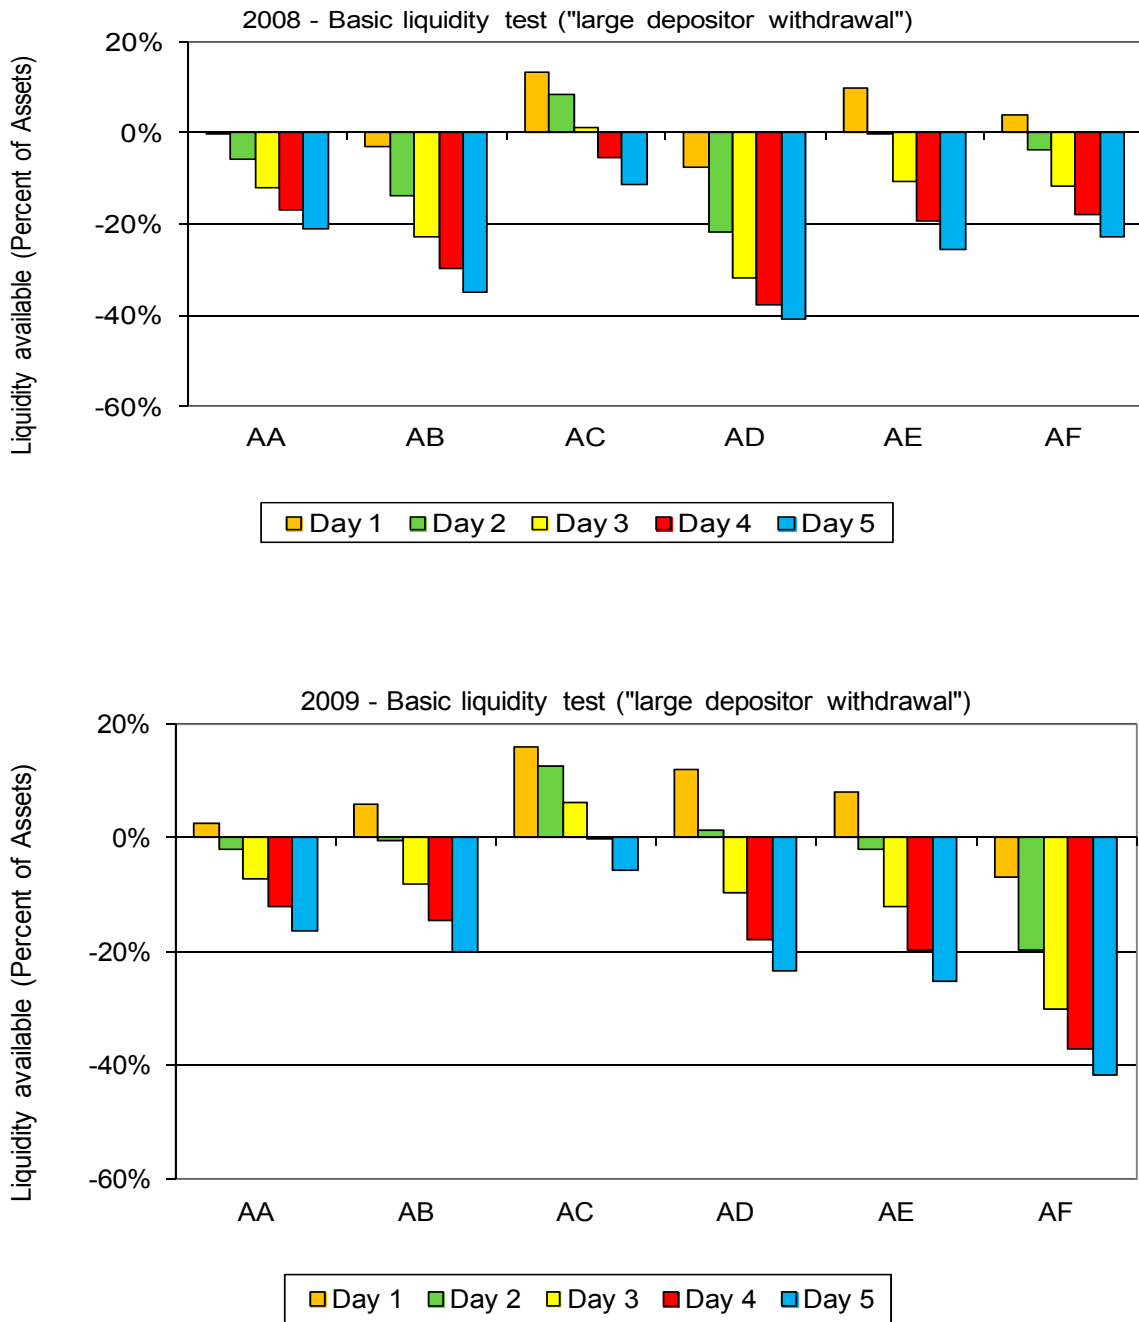 2008 - Basic liquidity test ("large depositor withdrawal")
Liquidity available (Percent of Assets)
20%
0%
-20%
-40%
-60%
AA AB AC AD AE AF
Day 1 Day 2 Day 3 Day 4 Day 5
2009 - Basic liquidity test ("large depositor withdrawal")
Liquidity available (Percent of Assets)
20%
0%
-20%
-40%
-60%
AA AB AC AD AE AF
Day 1 Day 2 Day 3 Day 4 Day 5